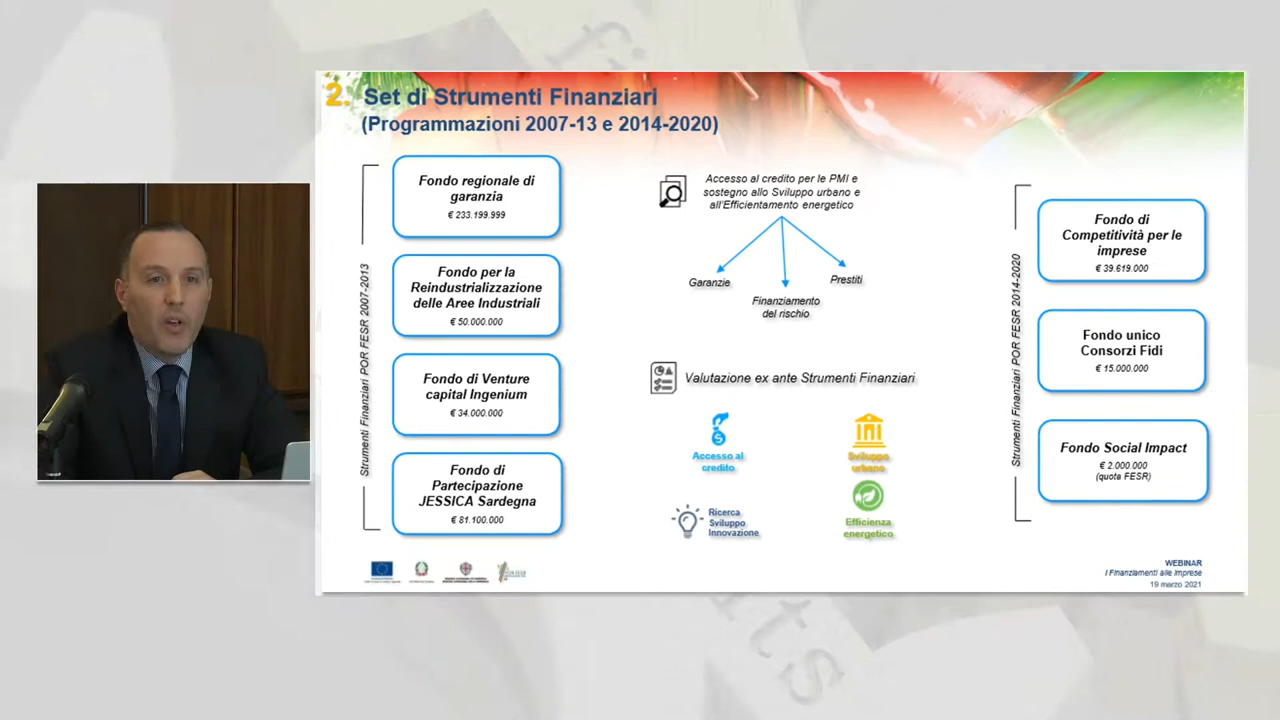 2. Set di Strumenti Finanziari
(Programmazioni 2007-13 e 2014-2020)
Strumenti Finanziari POR FESR 2007-2013
Fondo regionale di
garanzia
€ 233.199.999
Fondo per la
Reindustrializzazione
delle Aree Industriali
€ 50.000.000
Fondo di Venture
capital Ingenium
€ 34.000.000
Fondo di
Partecipazione
JESSICA Sardegna
€ 81.100.000
Accesso al credito per le PMI e
sostegno allo Sviluppo urbano e
all'Efficientamento energetico
Garanzie
Finanziamento
del rischio
Prestiti
Valutazione ex ante Strumenti Finanziari
Accesso al
credito
Sviluppo
urbano
Ricerca
Sviluppo
Innovazione
Efficienza
energetico
Strumenti Finanziari POR FESR 2014-2020
Fondo di
Competitività per le
imprese
€ 39.619.000
Fondo unico
Consorzi Fidi
€ 15.000.000
Fondo Social Impact
€ 2.000.000
(quota FESR)
WEBINAR
I Finanziamenti alle Imprese
19 marzo 2021